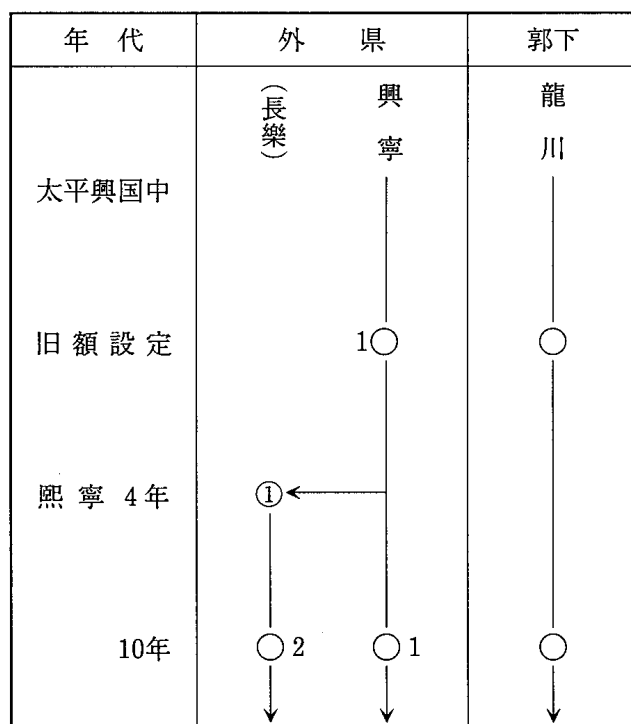 年代 外県 郭下
(長樂) 興寧 龍川
太平興国中
旧額設定 1
熙寧 4年 ①
10年 2 1